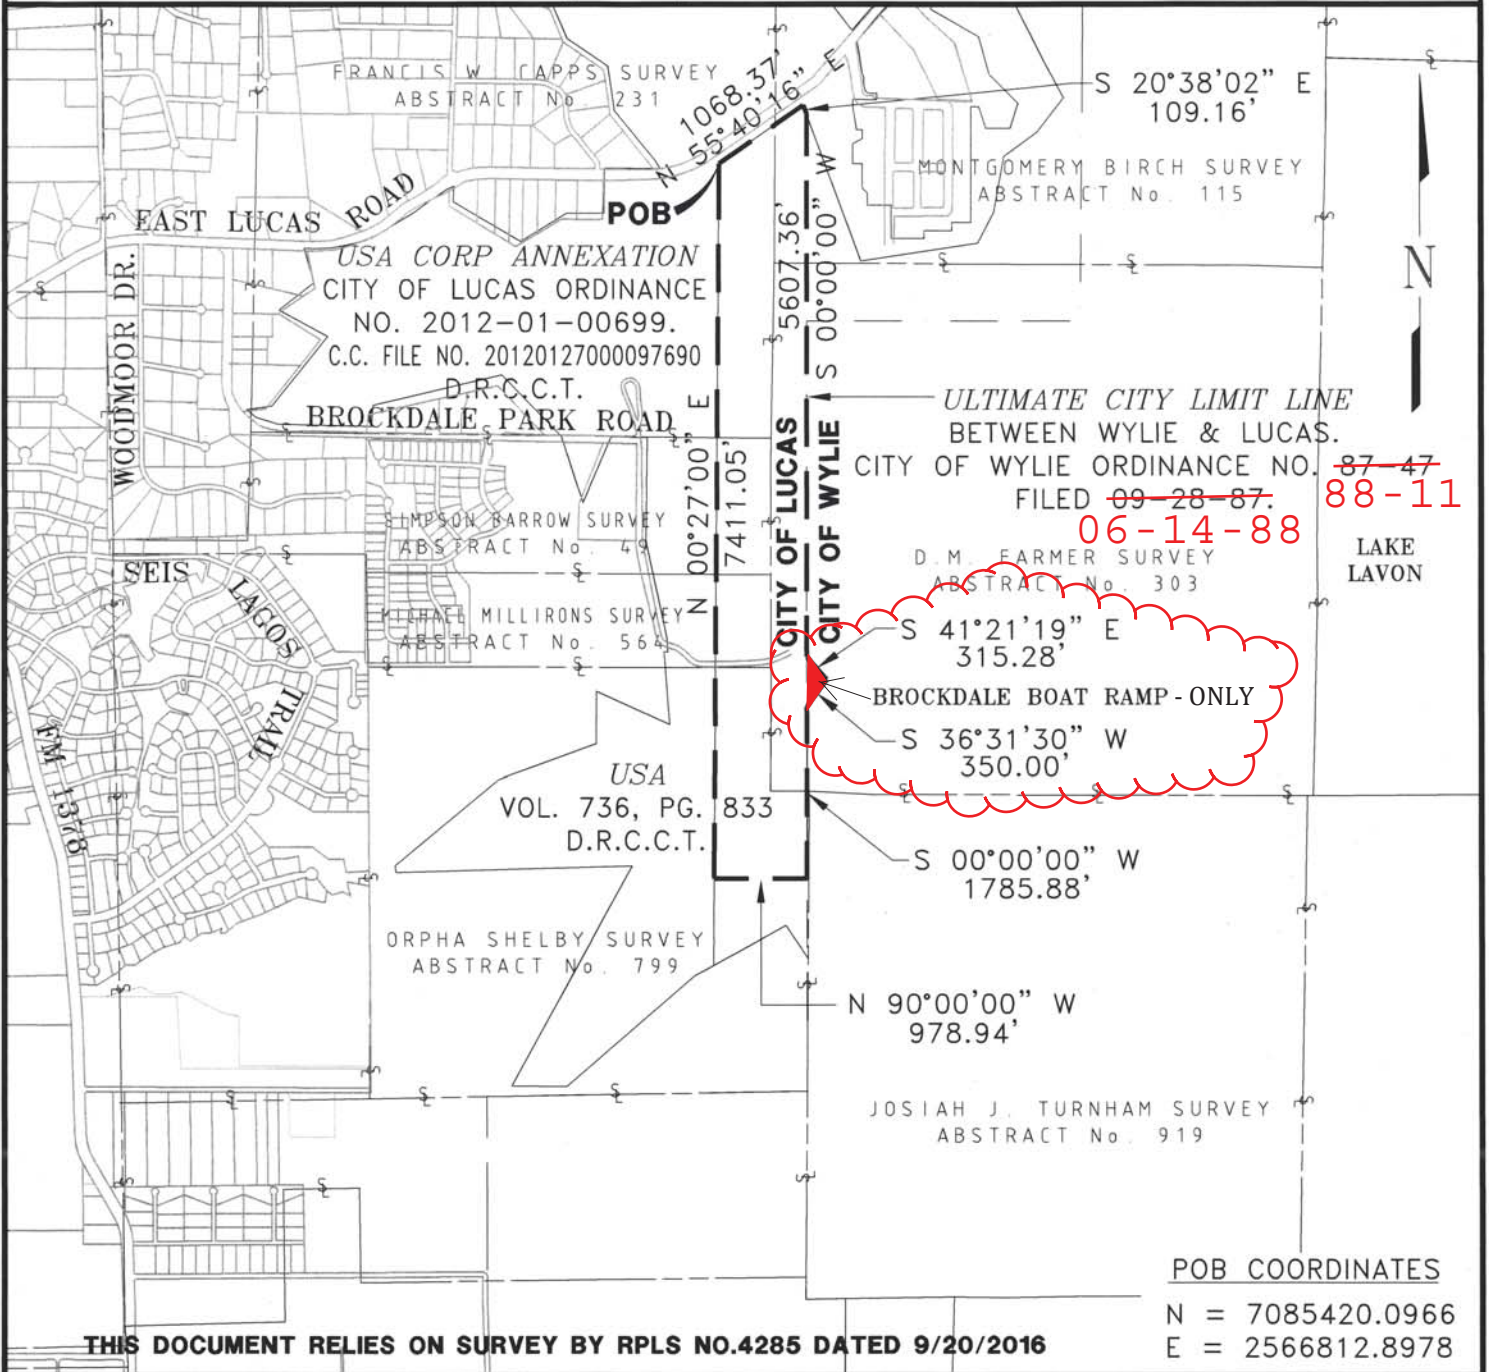 FRANCIS W. CAPPS SURVEY
ABSTRACT No. 231
1068.37'
N 55°40'16" E
S 20°38'02" E
109.16'
MONTGOMERY BIRCH SURVEY
ABSTRACT No. 115
EAST LUCAS ROAD
POB
USA CORP ANNEXATION
CITY OF LUCAS ORDINANCE
NO. 2012-01-00699.
C.C. FILE NO. 20120127000097690
D.R.C.C.T.
BROCKDALE PARK ROAD
WOODMOOR DR.
5607.36'
S 00°00'00" W
N
ULTIMATE CITY LIMIT LINE
BETWEEN WYLIE & LUCAS.
CITY OF WYLIE ORDINANCE NO. 87-47
88-11
FILED 09-28-87.
06-14-88
N 00°27'00" E
7411.05'
CITY OF LUCAS
CITY OF WYLIE
SIMPSON BARROW SURVEY
ABSTRACT No. 49
MICHAEL MILLIRONS SURVEY
ABSTRACT No. 564
D.M. FARMER SURVEY
ABSTRACT No. 303
LAKE
LAVON
SEIS LAGOS TRAIL
FM 1378
S 41°21'19" E
315.28'
BROCKDALE BOAT RAMP - ONLY
S 36°31'30" W
350.00'
USA
VOL. 736, PG. 833
D.R.C.C.T.
S 00°00'00" W
1785.88'
ORPHA SHELBY SURVEY
ABSTRACT No. 799
N 90°00'00" W
978.94'
JOSIAH J. TURNHAM SURVEY
ABSTRACT No. 919
POB COORDINATES
N = 7085420.0966
E = 2566812.8978
THIS DOCUMENT RELIES ON SURVEY BY RPLS NO.4285 DATED 9/20/2016